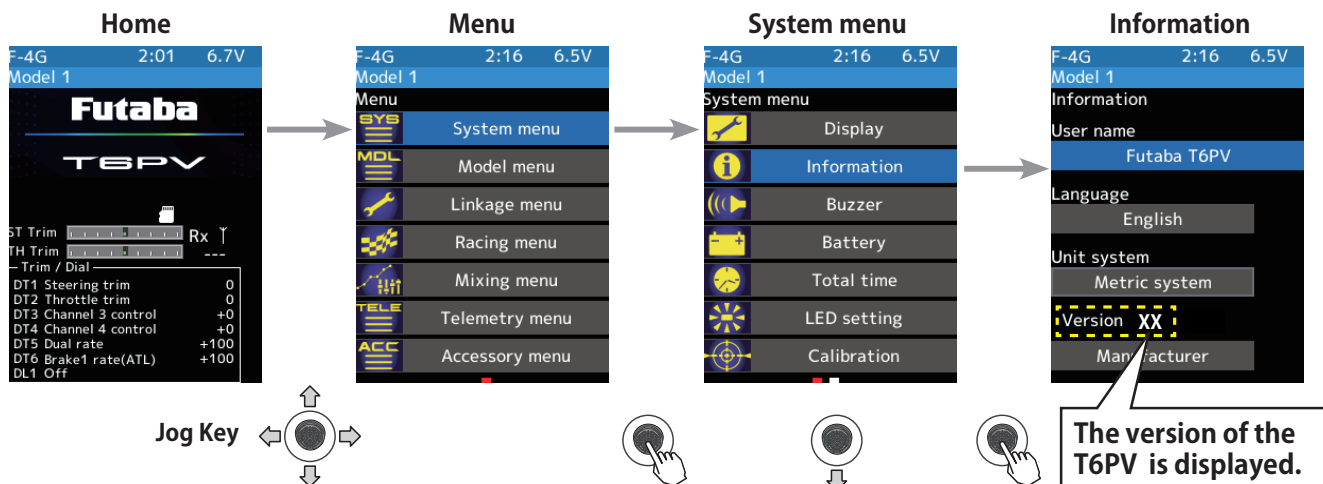 Home
F-4G 2:01 6.7V
Model 1
Futaba
T6PV
ST Trim
Rx
TH Trim
---
Trim / Dial
DT1 Steering trim 0
DT2 Throttle trim 0
DT3 Channel 3 control +0
DT4 Channel 4 control +0
DT5 Dual rate +100
DT6 Brake1 rate(ATL) +100
DL1 Off
Menu
F-4G 2:16 6.5V
Model 1
Menu
SYS System menu
MDL Model menu
Linkage menu
Racing menu
Mixing menu
TELE Telemetry menu
ACC Accessory menu
System menu
F-4G 2:16 6.5V
Model 1
System menu
Display
Information
Buzzer
Battery
Total time
LED setting
Calibration
Information
F-4G 2:16 6.5V
Model 1
Information
User name
Futaba T6PV
Language
English
Unit system
Metric system
Version XX
Manufacturer
Jog Key
The version of the
T6PV is displayed.